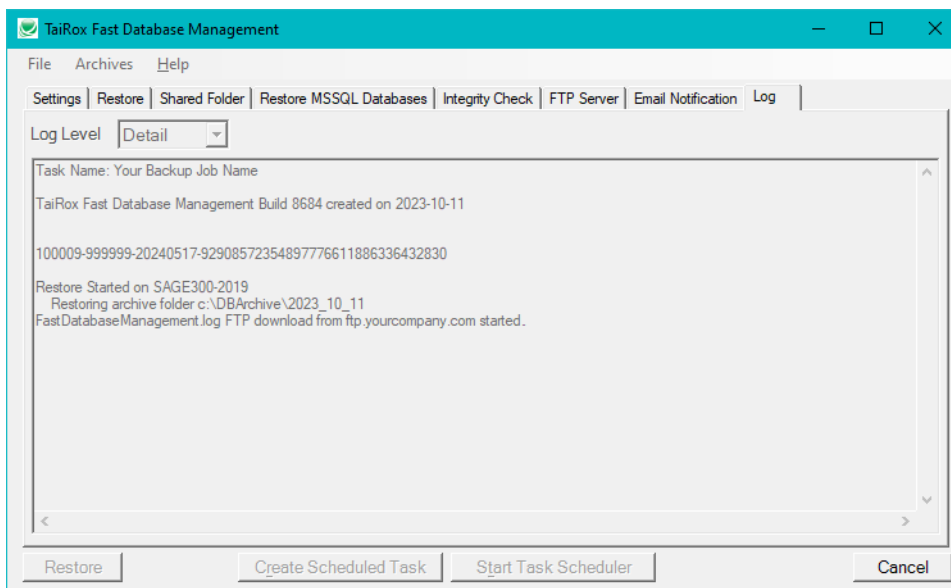 TaiRox Fast Database Management
File Archives Help
Settings Restore Shared Folder Restore MSSQL Databases Integrity Check FTP Server Email Notification Log
Log Level Detail
Task Name: Your Backup Job Name
TaiRox Fast Database Management Build 8684 created on 2023-10-11
100009-999999-20240517-92908572354897776611886336432830
Restore Started on SAGE300-2019
Restoring archive folder c:\DBArchive\2023_10_11
FastDatabaseManagement.log FTP download from ftp.yourcompany.com started.
Restore Create Scheduled Task Start Task Scheduler Cancel